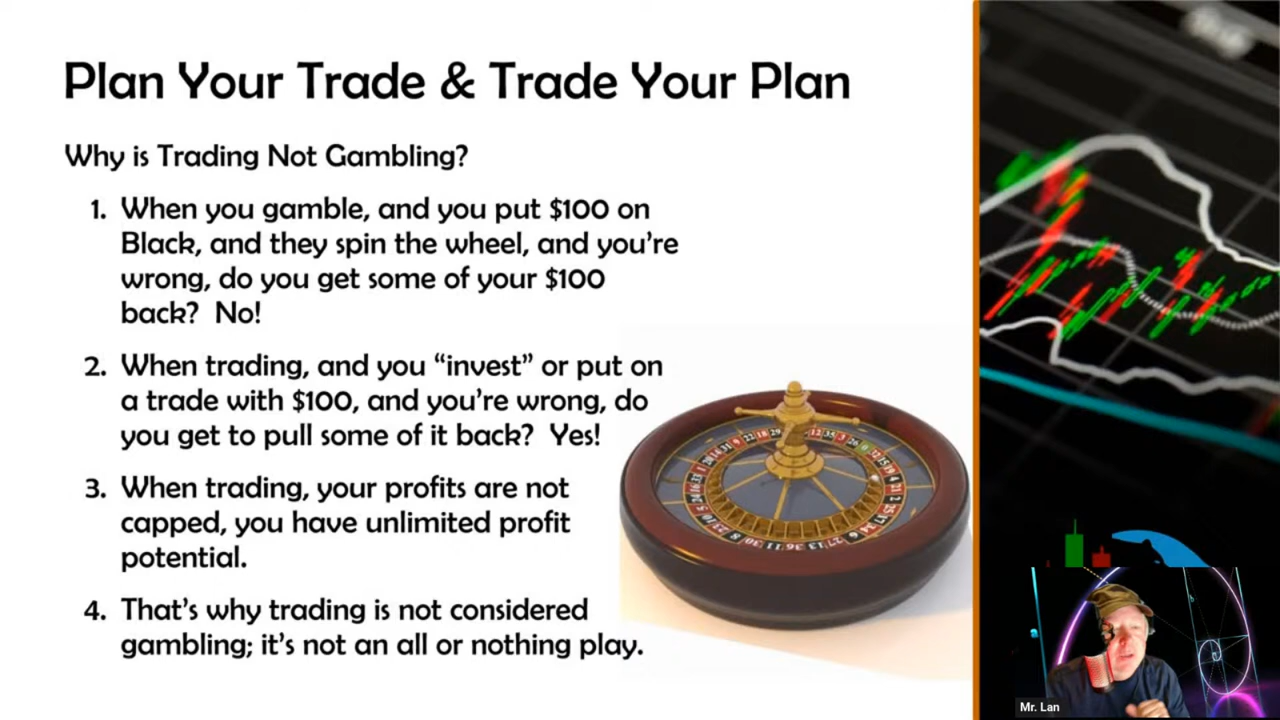 Plan Your Trade & Trade Your Plan
Why is Trading Not Gambling?
1. When you gamble, and you put $100 on
Black, and they spin the wheel, and you’re
wrong, do you get some of your $100
back?  No!
2. When trading, and you “invest” or put on
a trade with $100, and you’re wrong, do
you get to pull some of it back?  Yes!
3. When trading, your profits are not
capped, you have unlimited profit
potential.
4. That’s why trading is not considered
gambling; it’s not an all or nothing play.
Mr. Lan